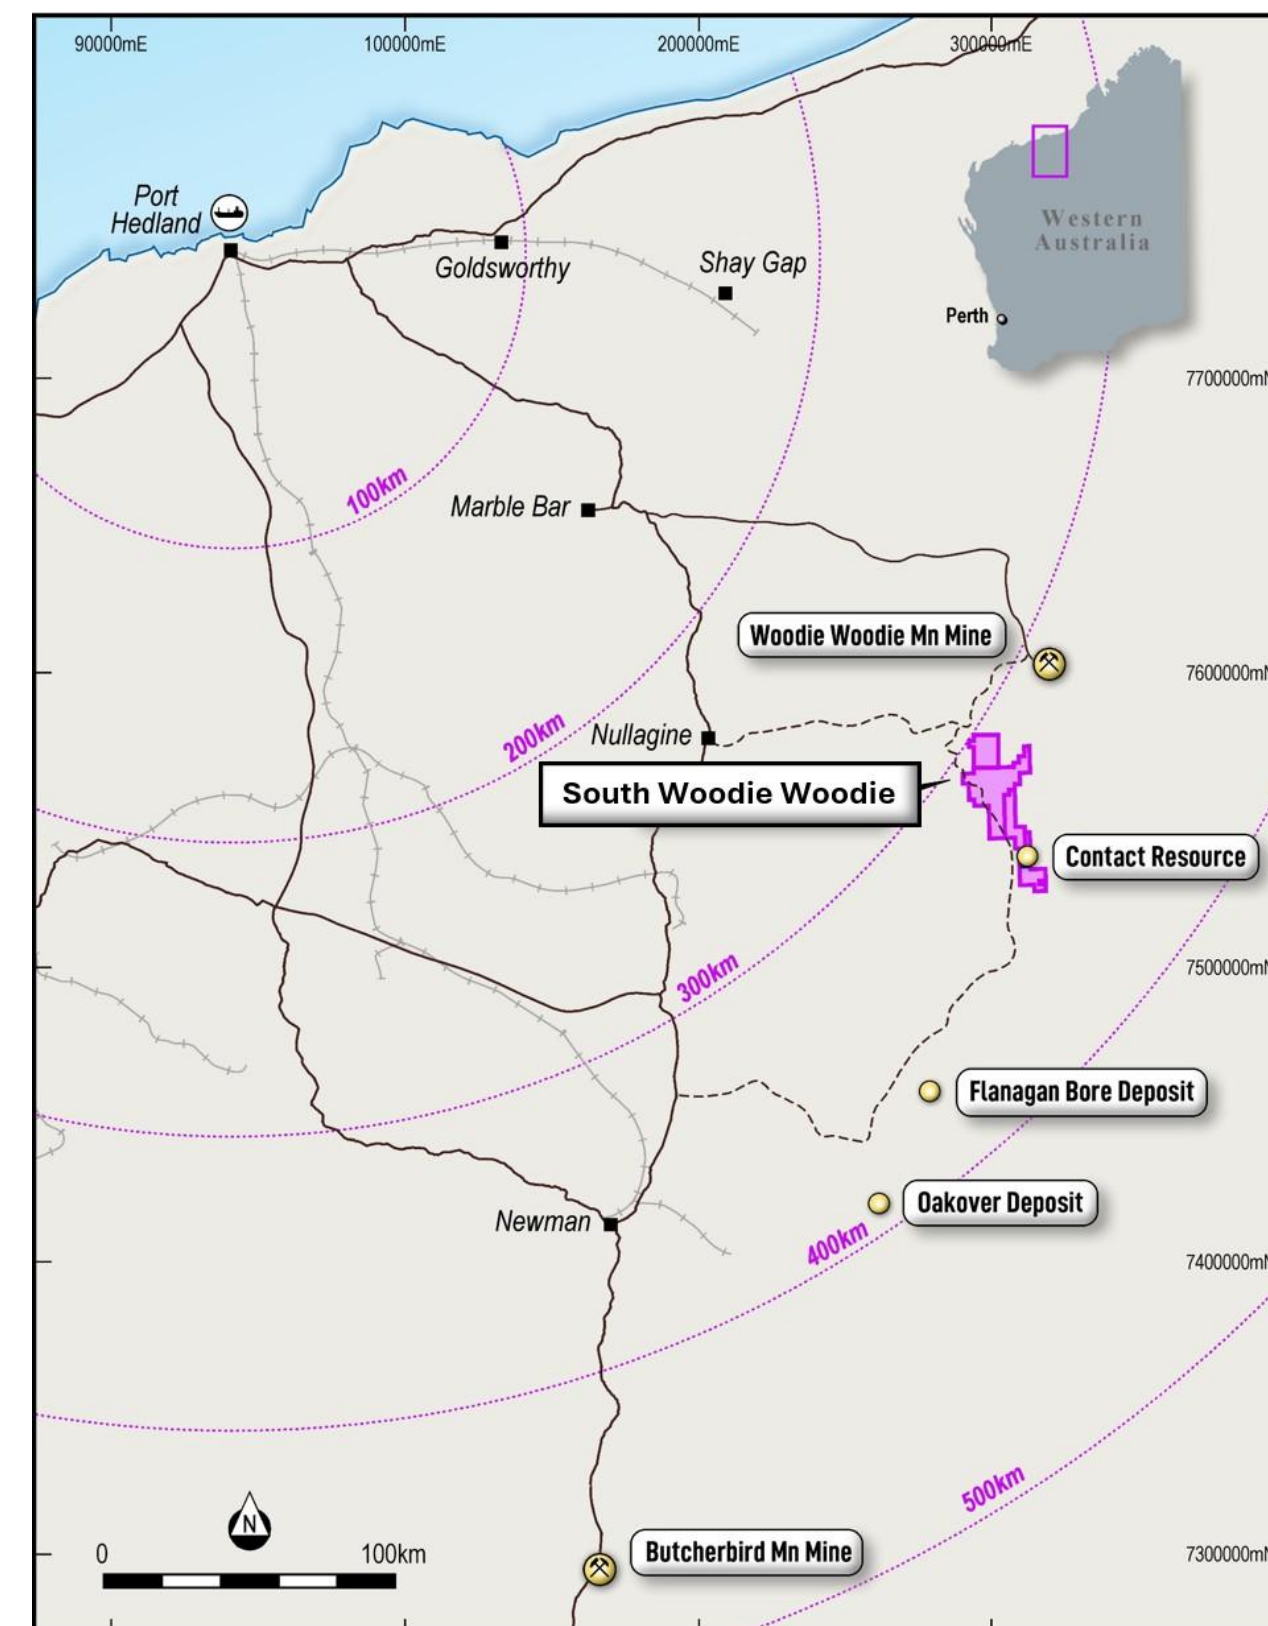 90000mE
100000mE
200000mE
300000mE
Port
Hedland
Goldsworthy
Shay Gap
Western
Australia
Perth
7700000mN
100km
Marble Bar
Woodie Woodie Mn Mine
7600000mN
200km
Nullagine
South Woodie Woodie
Contact Resource
300km
7500000mN
Flanagan Bore Deposit
Oakover Deposit
Newman
400km
7400000mN
500km
N
0
100km
Butcherbird Mn Mine
7300000mN